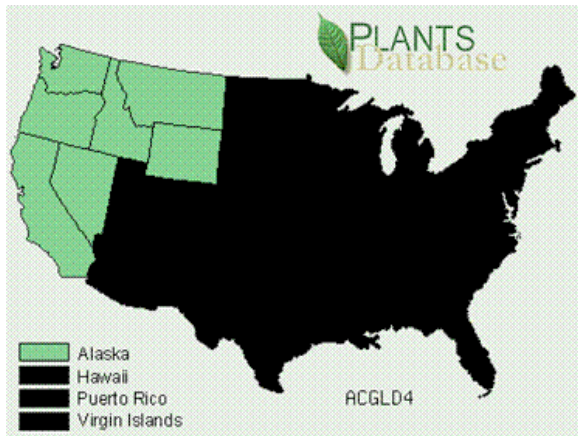 PLANTS
Database
Alaska
Hawaii
Puerto Rico
Virgin Islands
ACGLD4